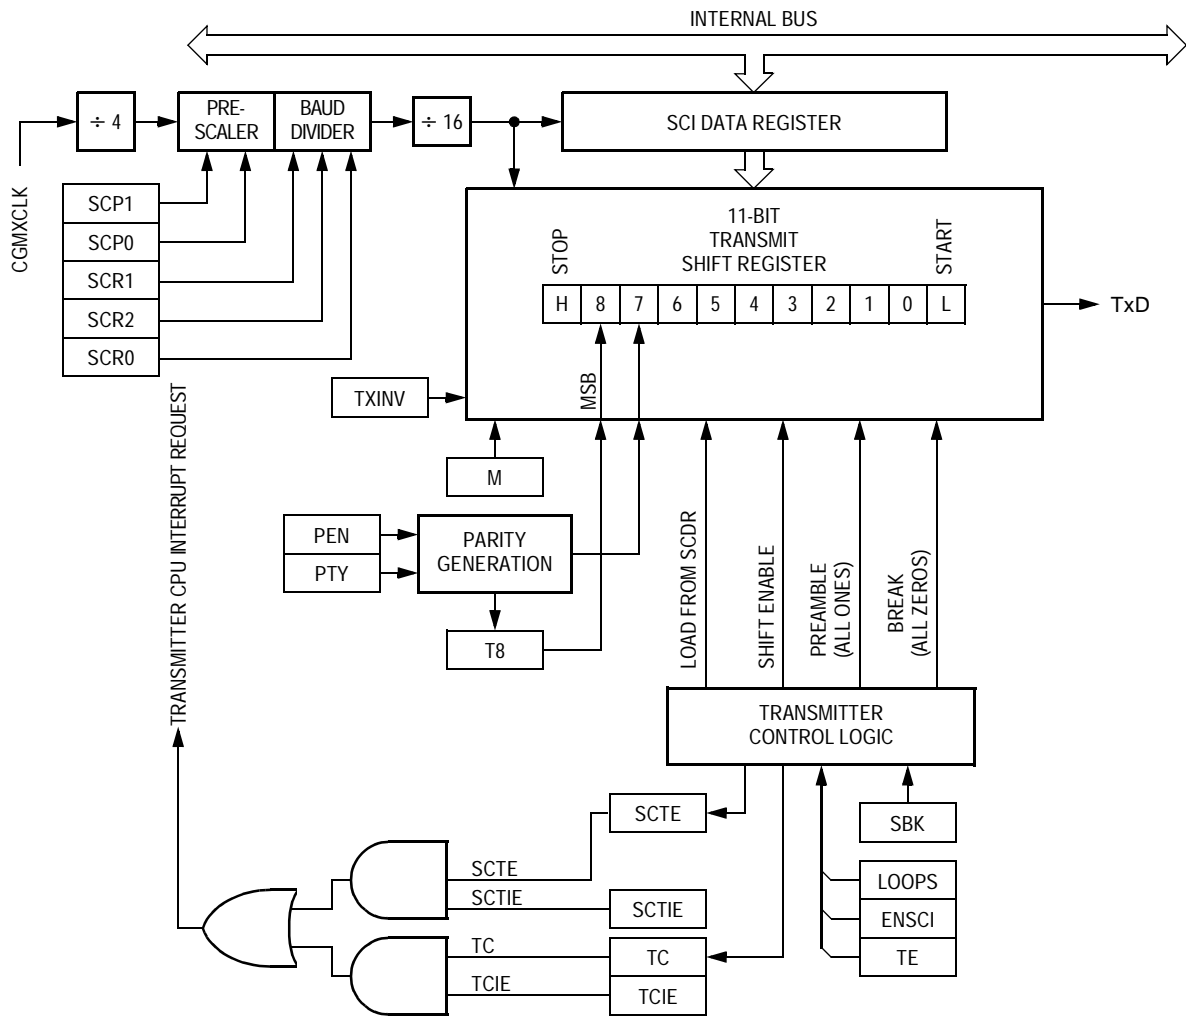 INTERNAL BUS
÷ 4
PRE-
SCALER
BAUD
DIVIDER
÷ 16
SCI DATA REGISTER
CGMXCLK
SCP1
SCP0
SCR1
SCR2
SCR0
11-BIT
TRANSMIT
SHIFT REGISTER
STOP
START
H 8 7 6 5 4 3 2 1 0 L
TxD
MSB
TXINV
M
PEN
PTY
PARITY
GENERATION
T8
TRANSMITTER CPU INTERRUPT REQUEST
LOAD FROM SCDR
SHIFT ENABLE
PREAMBLE
(ALL ONES)
BREAK
(ALL ZEROS)
TRANSMITTER
CONTROL LOGIC
SCTE
SBK
SCTE
SCTIE
SCTIE
LOOPS
ENSCI
TE
TC
TC
TCIE
TCIE